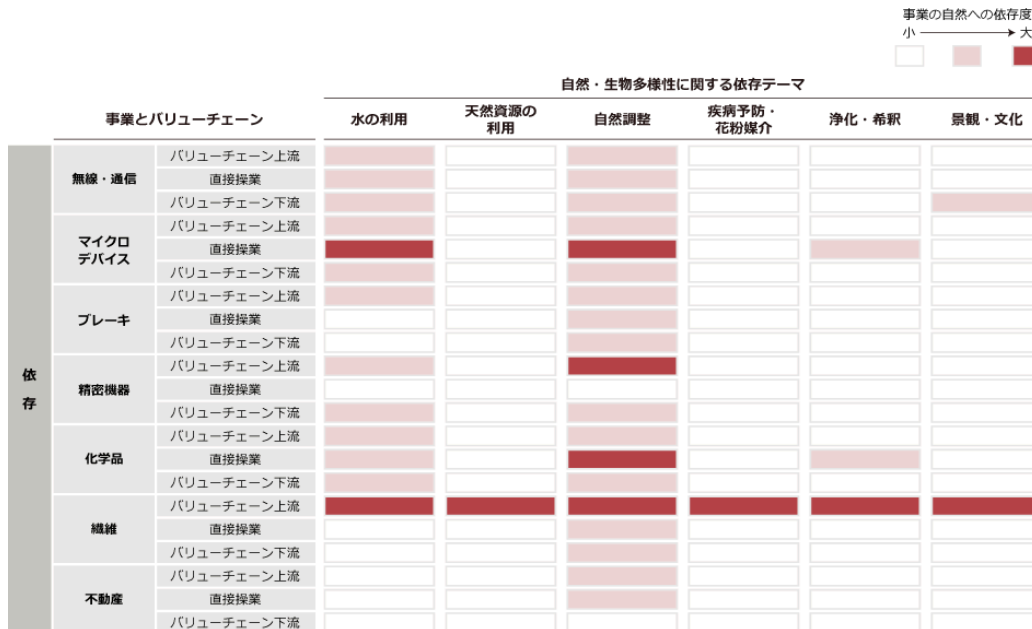 事業の自然への依存度
小 大
自然・生物多様性に関する依存テーマ
事業とバリューチェーン
水の利用
天然資源の
利用
自然調整
疾病予防・
花粉媒介
浄化・希釈
景観・文化
依
存
無線・通信
バリューチェーン上流
直接操業
バリューチェーン下流
マイクロ
デバイス
バリューチェーン上流
直接操業
バリューチェーン下流
ブレーキ
バリューチェーン上流
直接操業
バリューチェーン下流
精密機器
バリューチェーン上流
直接操業
バリューチェーン下流
化学品
バリューチェーン上流
直接操業
バリューチェーン下流
繊維
バリューチェーン上流
直接操業
バリューチェーン下流
不動産
バリューチェーン上流
直接操業
バリューチェーン下流